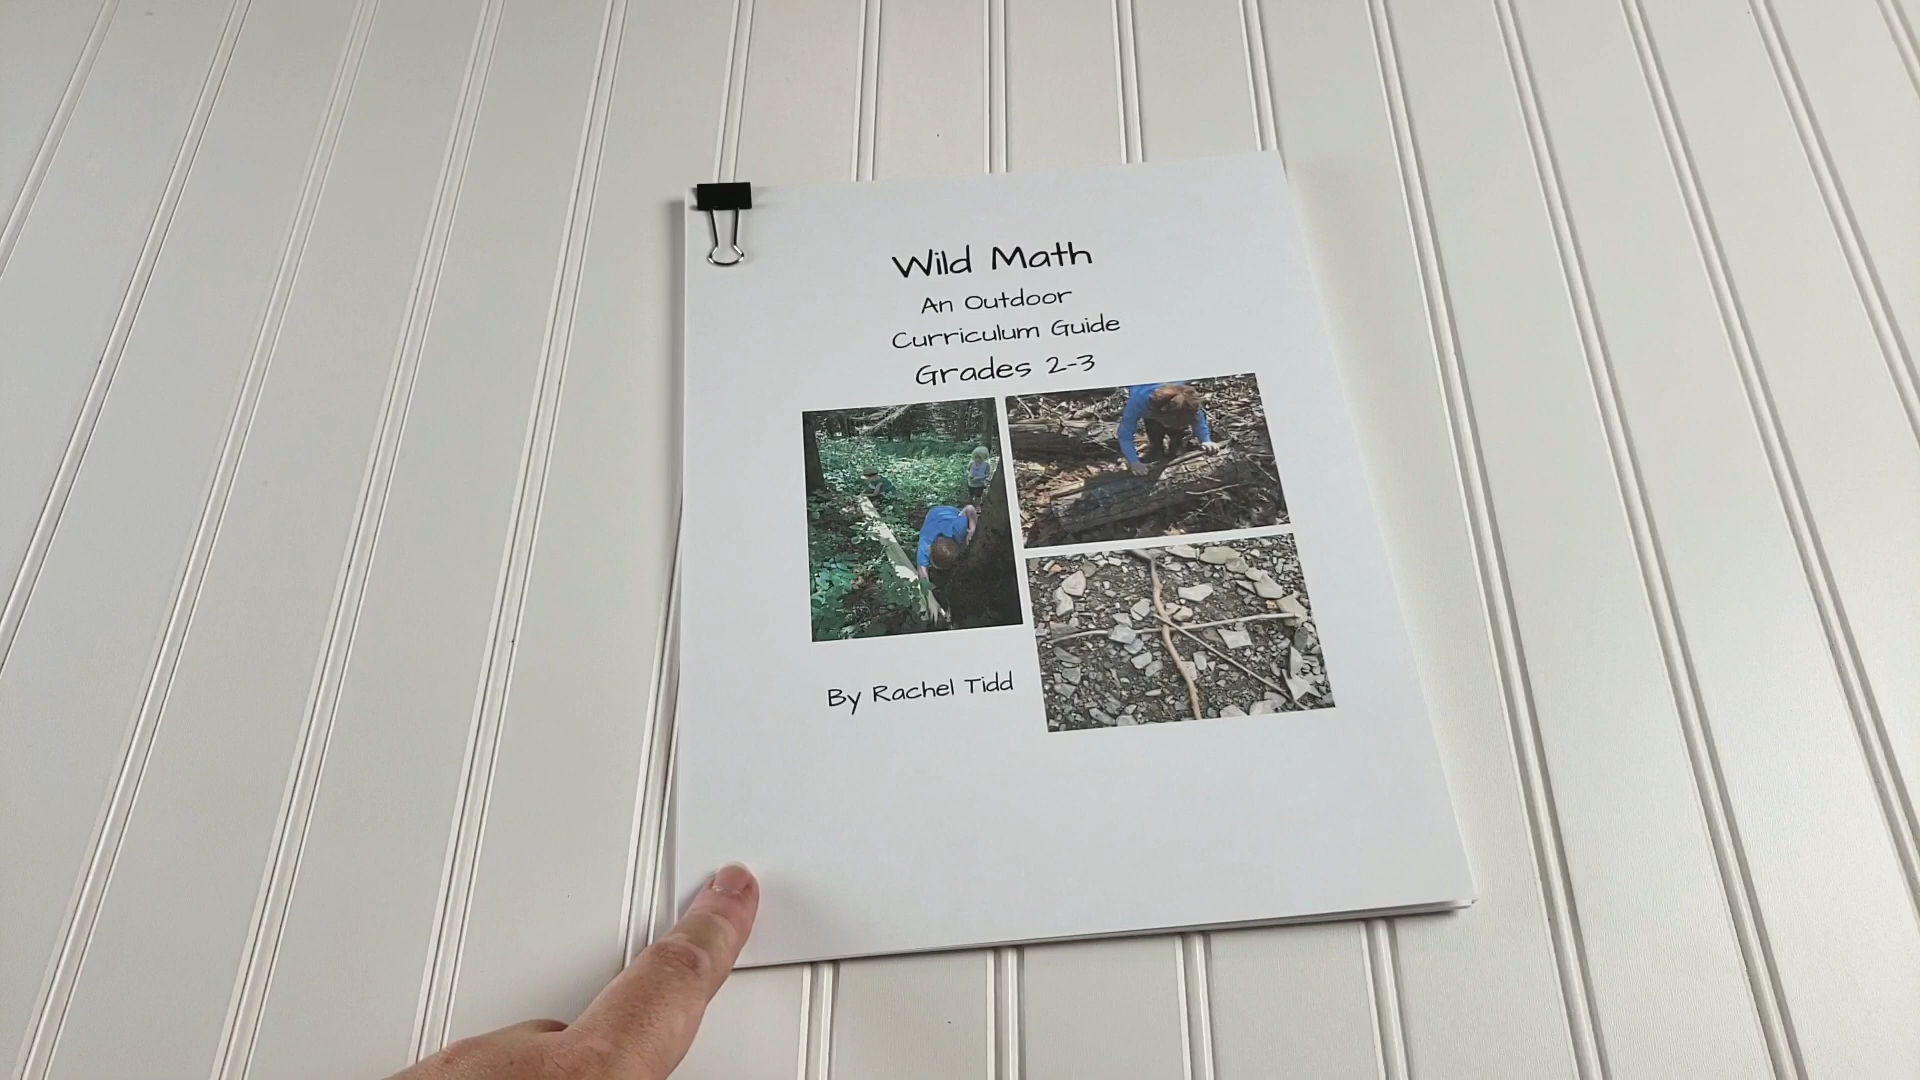 Wild Math
An Outdoor
Curriculum Guide
Grades 2-3
By Rachel Tidd